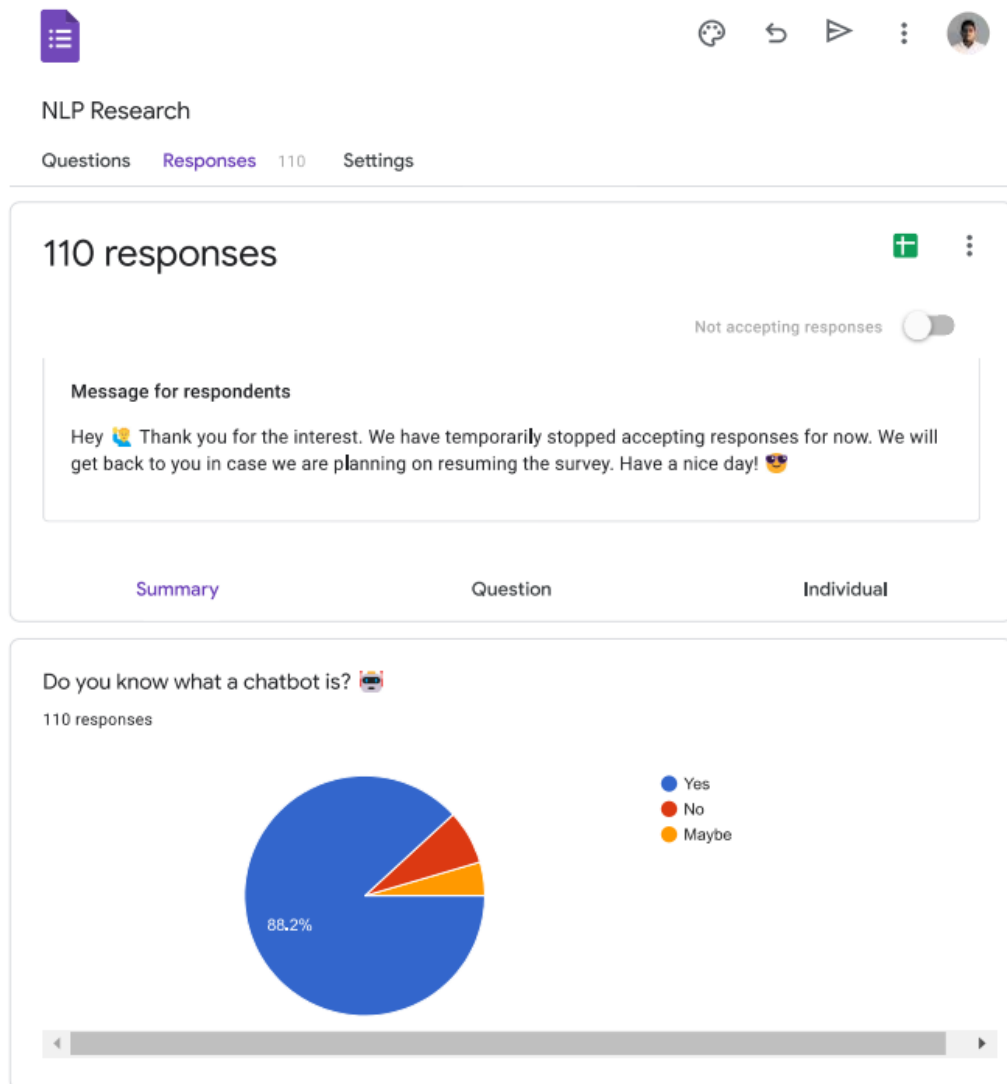 NLP Research
Questions Responses 110 Settings
110 responses
Not accepting responses
Message for respondents
Hey 🙋‍♂️ Thank you for the interest. We have temporarily stopped accepting responses for now. We will
get back to you in case we are planning on resuming the survey. Have a nice day! 😎
Summary Question Individual
Do you know what a chatbot is? 🤖
110 responses
Yes
No
Maybe
88.2%